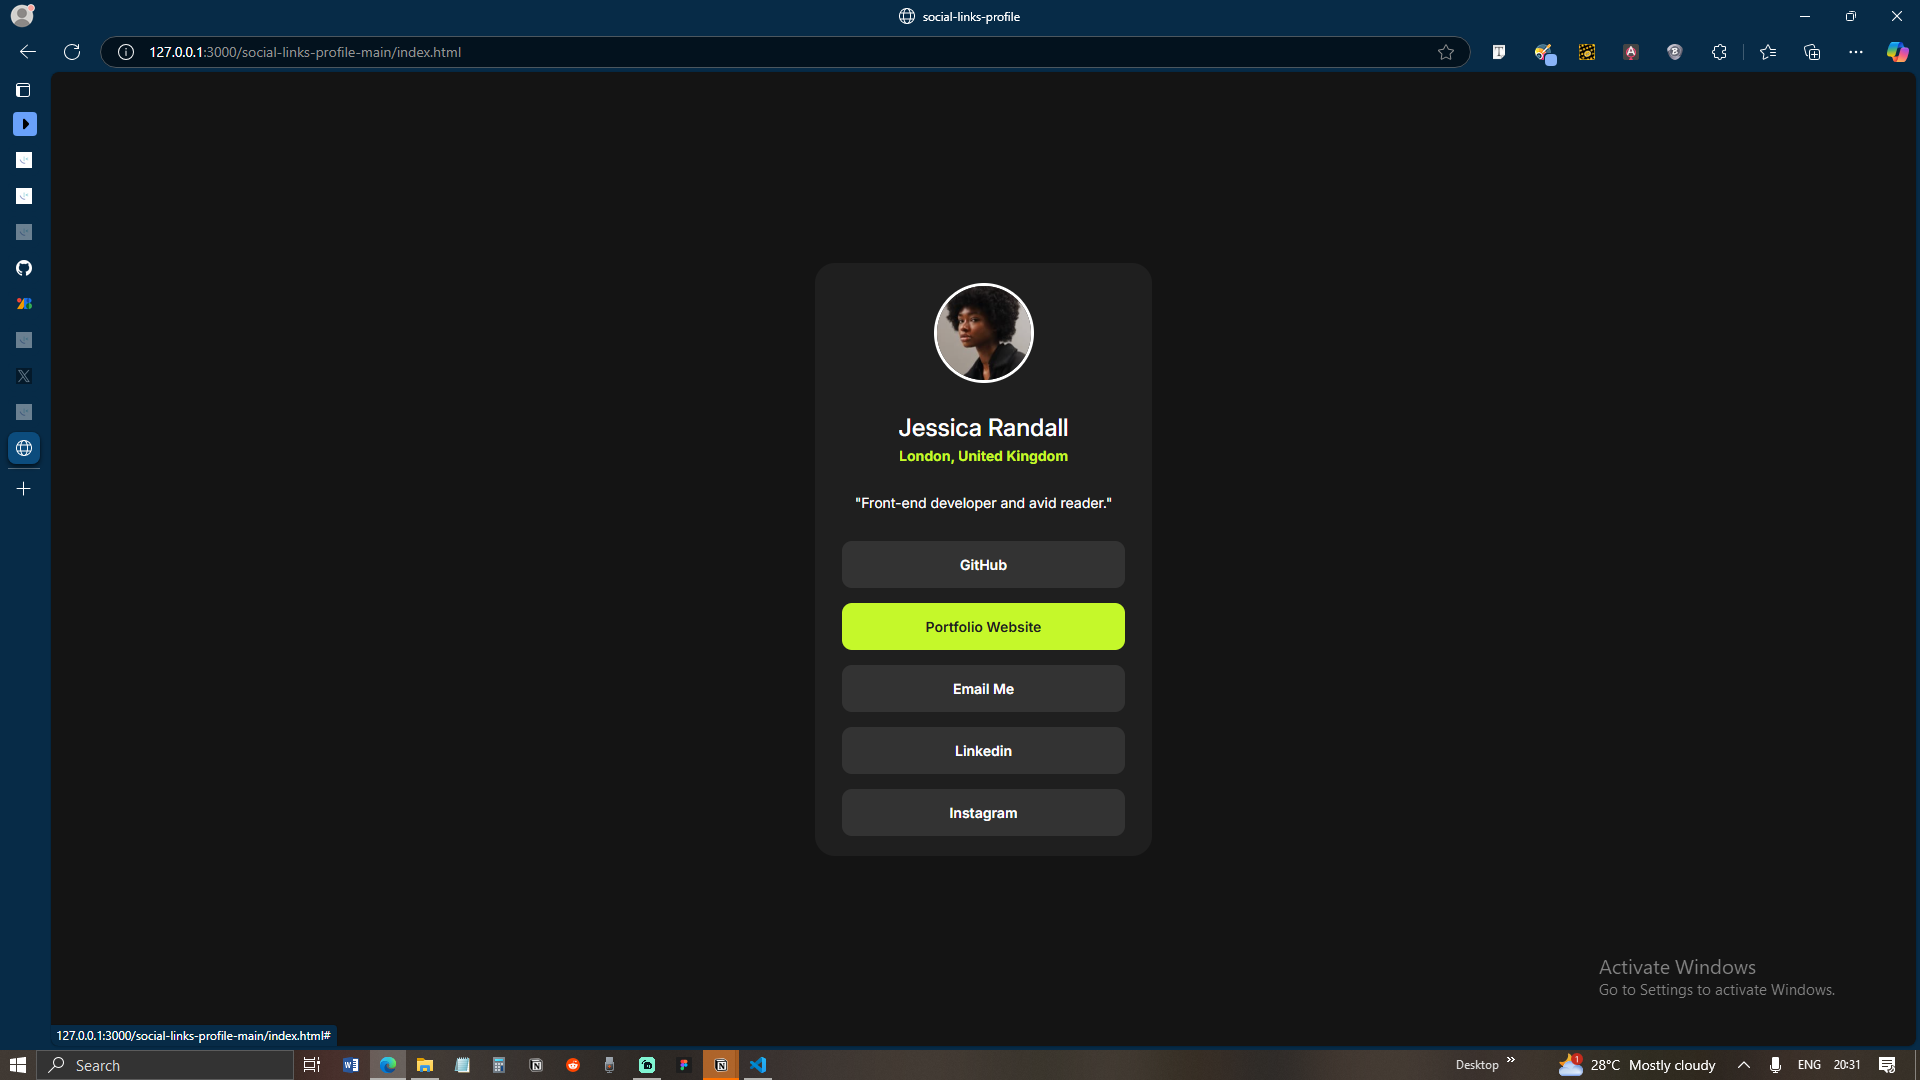 social-links-profile
127.0.0.1:3000/social-links-profile-main/index.html
Jessica Randall
London, United Kingdom
"Front-end developer and avid reader."
GitHub
Portfolio Website
Email Me
Linkedin
Instagram
Activate Windows
Go to Settings to activate Windows.
127.0.0.1:3000/social-links-profile-main/index.html#
Search
Desktop
1
28°C Mostly cloudy
ENG
20:31